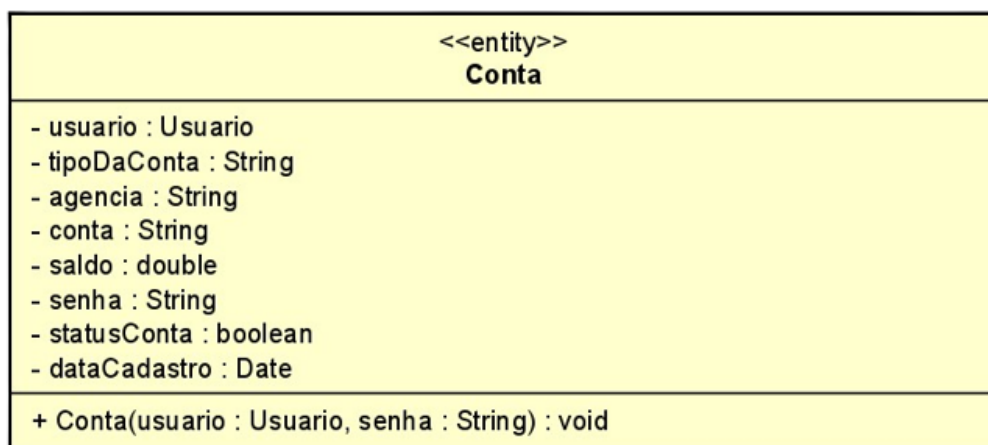 <<entity>>
Conta
- usuario : Usuario
- tipoDaConta : String
- agencia : String
- conta : String
- saldo : double
- senha : String
- statusConta : boolean
- dataCadastro : Date
+ Conta(usuario : Usuario, senha : String) : void